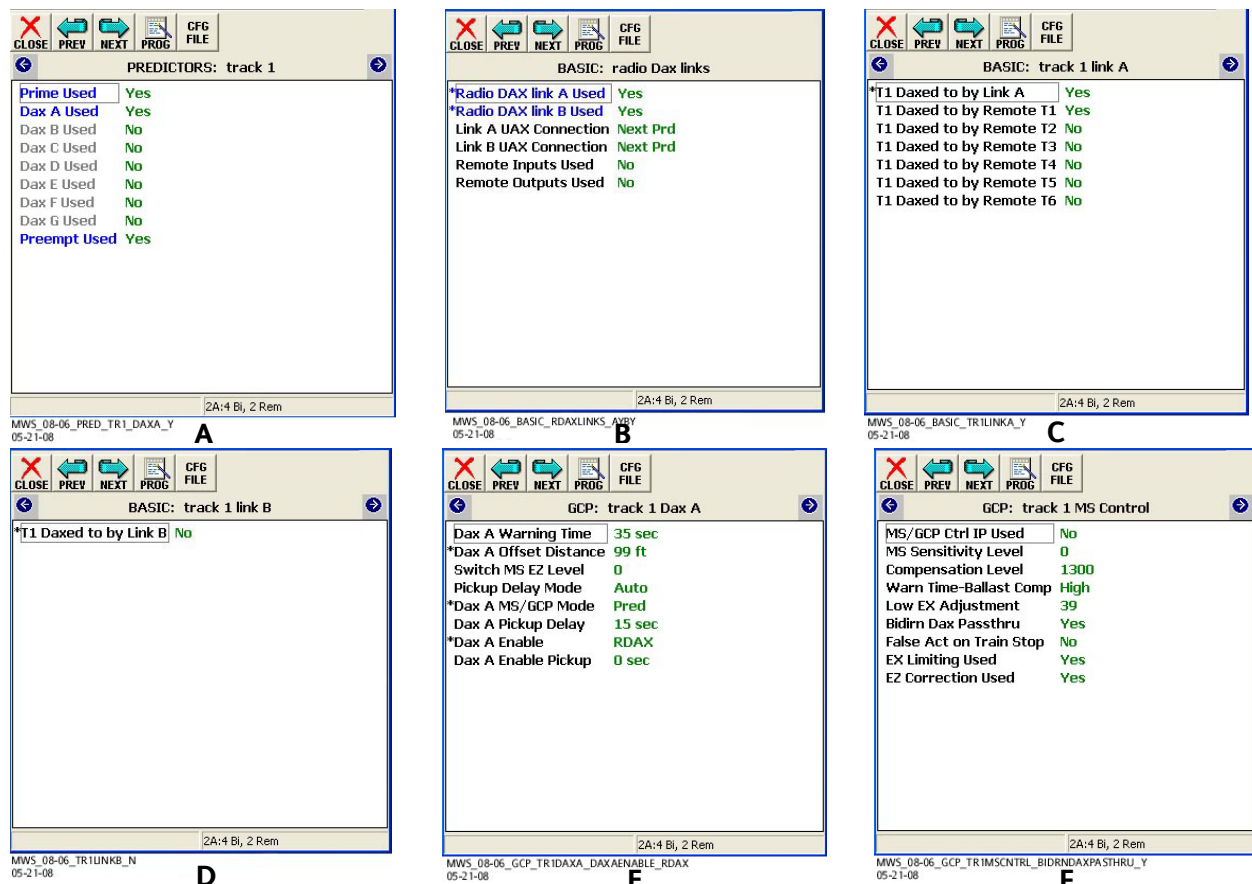 CLOSE PREV NEXT PROG CFG FILE
PREDICTORS: track 1
Prime Used Yes
Dax A Used Yes
Dax B Used No
Dax C Used No
Dax D Used No
Dax E Used No
Dax F Used No
Dax G Used No
Preempt Used Yes
2A:4 Bi, 2 Rem
MWS_08-06_PRED_TR1_DAXA_Y
05-21-08
A
CLOSE PREV NEXT PROG CFG FILE
BASIC: radio Dax links
*Radio DAX link A Used Yes
*Radio DAX link B Used Yes
Link A UAX Connection Next Prd
Link B UAX Connection Next Prd
Remote Inputs Used No
Remote Outputs Used No
2A:4 Bi, 2 Rem
MWS_08-06_BASIC_RDAXLINKS_AYBY
05-21-08
B
CLOSE PREV NEXT PROG CFG FILE
BASIC: track 1 link A
*T1 Daxed to by Link A Yes
T1 Daxed to by Remote T1 Yes
T1 Daxed to by Remote T2 No
T1 Daxed to by Remote T3 No
T1 Daxed to by Remote T4 No
T1 Daxed to by Remote T5 No
T1 Daxed to by Remote T6 No
2A:4 Bi, 2 Rem
MWS_08-06_BASIC_TR1LINKA_Y
05-21-08
C
CLOSE PREV NEXT PROG CFG FILE
BASIC: track 1 link B
*T1 Daxed to by Link B No
2A:4 Bi, 2 Rem
MWS_08-06_TR1LINKB_N
05-21-08
D
CLOSE PREV NEXT PROG CFG FILE
GCP: track 1 Dax A
Dax A Warning Time 35 sec
*Dax A Offset Distance 99 ft
Switch MS EZ Level 0
Pickup Delay Mode Auto
*Dax A MS/GCP Mode Pred
Dax A Pickup Delay 15 sec
*Dax A Enable RDAX
Dax A Enable Pickup 0 sec
2A:4 Bi, 2 Rem
MWS_08-06_GCP_TR1DAXA_DAXAENABLE_RDAX
05-21-08
CLOSE PREV NEXT PROG CFG FILE
GCP: track 1 MS Control
MS/GCP Ctrl IP Used No
MS Sensitivity Level 0
Compensation Level 1300
Warn Time-Ballast Comp High
Low EX Adjustment 39
Bidirn Dax Passthru Yes
False Act on Train Stop No
EX Limiting Used Yes
EZ Correction Used Yes
2A:4 Bi, 2 Rem
MWS_08-06_GCP_TR1MSCNTRL_BIDRNDAXPASTHRU_Y
05-21-08